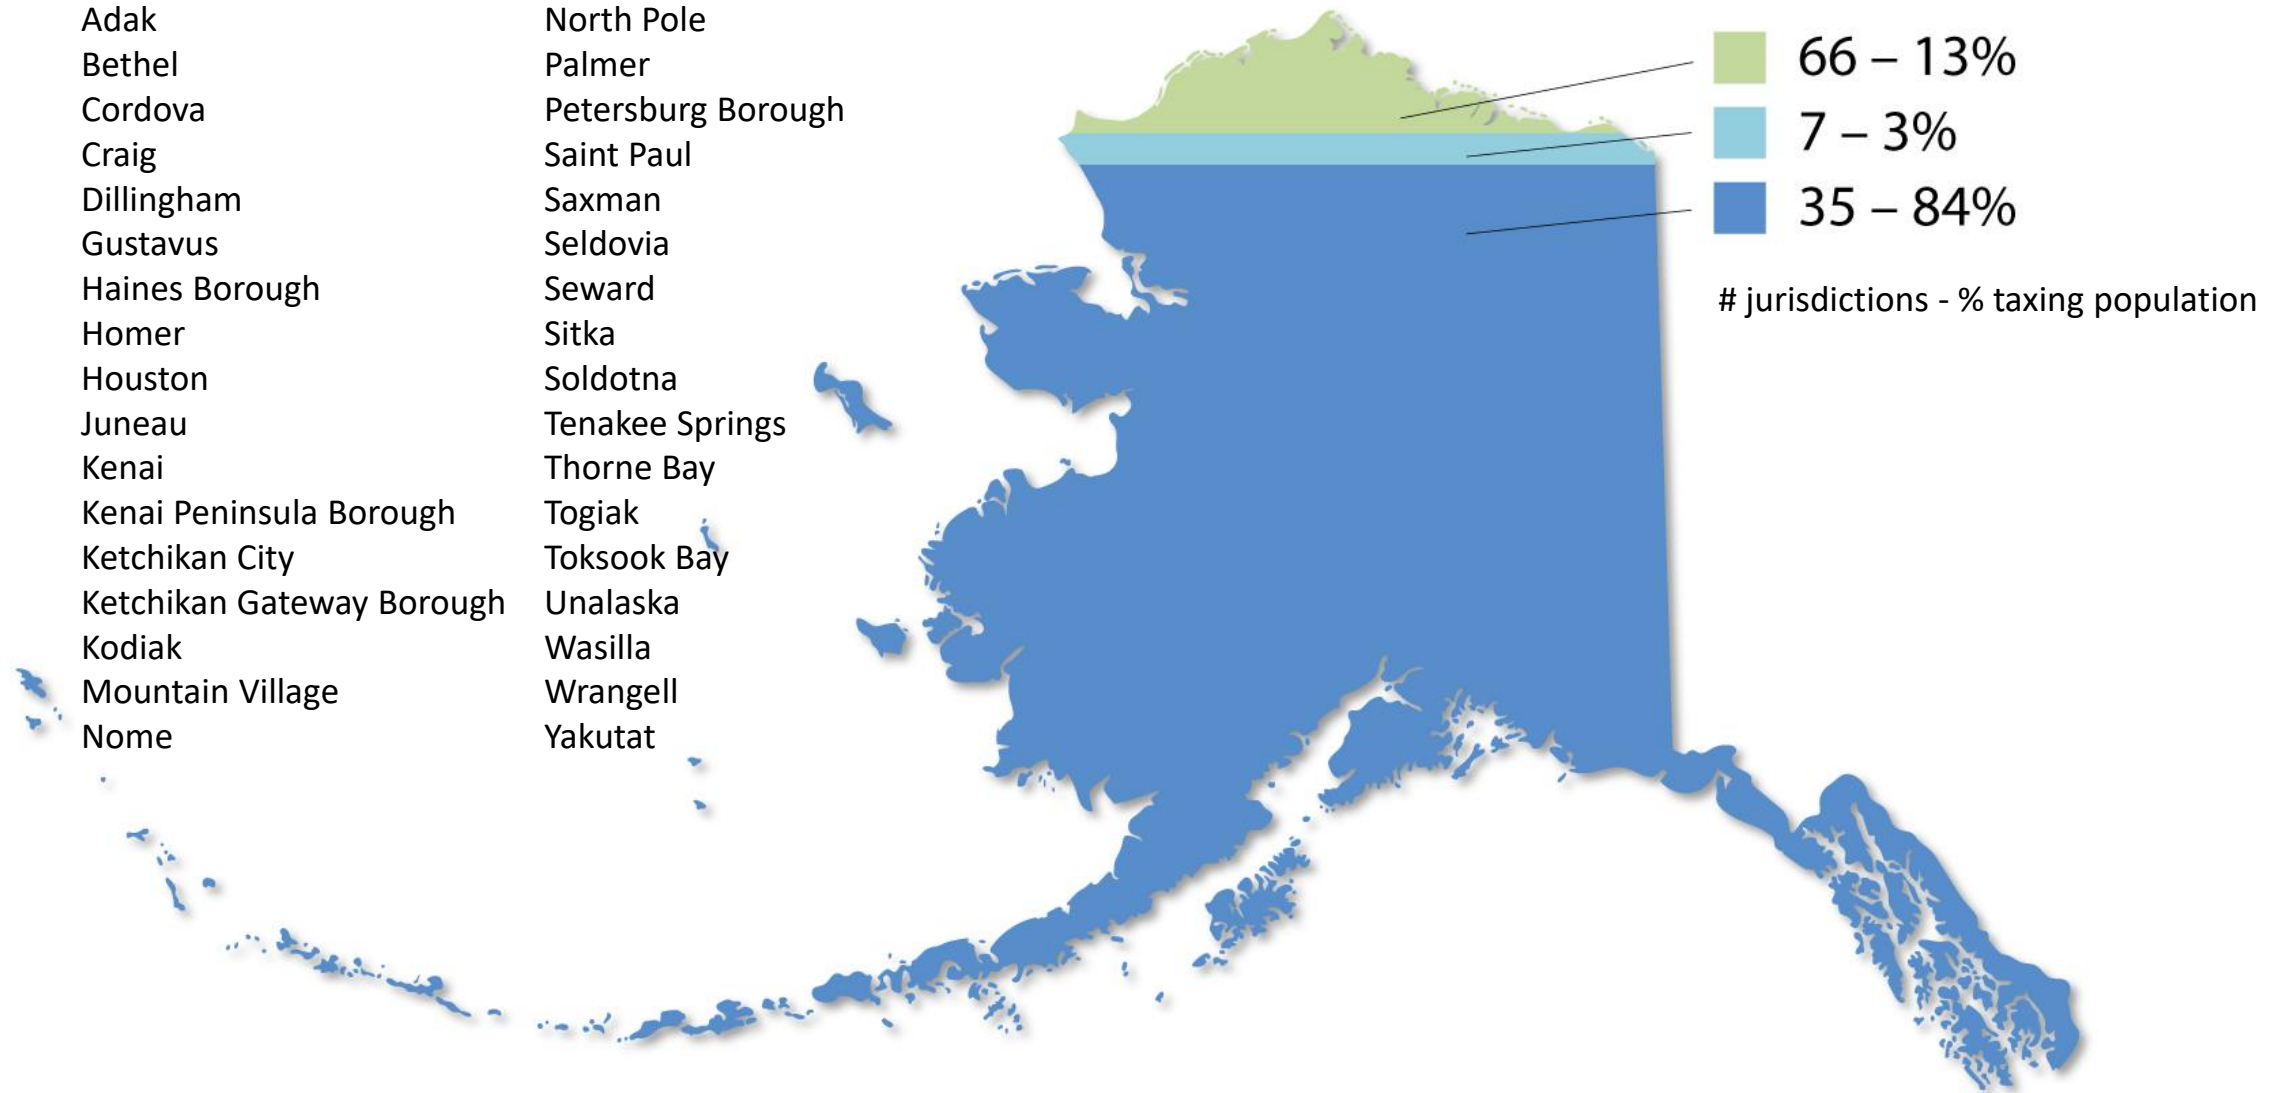 Adak
Bethel
Cordova
Craig
Dillingham
Gustavus
Haines Borough
Homer
Houston
Juneau
Kenai
Kenai Peninsula Borough
Ketchikan City
Ketchikan Gateway Borough
Kodiak
Mountain Village
Nome
North Pole
Palmer
Petersburg Borough
Saint Paul
Saxman
Seldovia
Seward
Sitka
Soldotna
Tenakee Springs
Thorne Bay
Togiak
Toksook Bay
Unalaska
Wasilla
Wrangell
Yakutat
66 – 13%
7 – 3%
35 – 84%
# jurisdictions - % taxing population